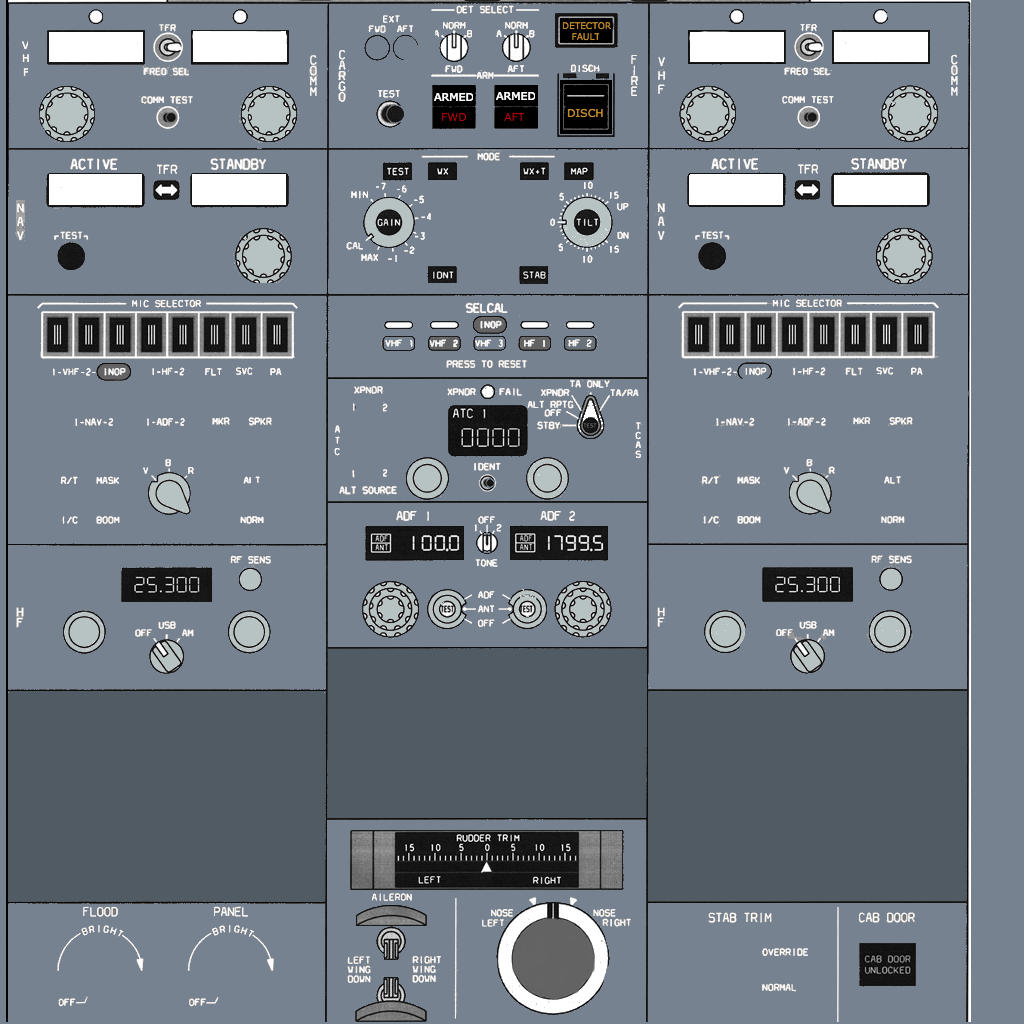 VHF
TFR
FREQ SEL
COMM
COMM TEST
CARGO
EXT
FWD AFT
TEST
DET SELECT
NORM NORM
A B A B
FWD AFT
ARM
ARMED ARMED
FWD AFT
DETECTOR
FAULT
DISCH
DISCH
FIRE
VHF
TFR
FREQ SEL
COMM
COMM TEST
NAV
ACTIVE TFR STANDBY
TEST
MODE
TEST WX WX+T MAP
MIN -7 -6 -5 -4 -3 -2 -1 MAX CAL
GAIN
10 15 UP
5
0 TILT
5 DN
10 15
IDNT STAB
NAV
ACTIVE TFR STANDBY
TEST
MIC SELECTOR
1-VHF-2- INOP 1-HF-2 FLT SVC PA
1-NAV-2 1-ADF-2 MKR SPKR
V B R
R/T MASK ALT
I/C BOOM NORM
SELCAL
INOP
VHF 1 VHF 2 VHF 3 HF 1 HF 2
PRESS TO RESET
MIC SELECTOR
1-VHF-2- INOP 1-HF-2 FLT SVC PA
1-NAV-2 1-ADF-2 MKR SPKR
V B R
R/T MASK ALT
I/C BOOM NORM
ATC
XPNDR
1 2
1 2
ALT SOURCE
XPNDR FAIL
ATC 1
0000
IDENT
TA ONLY
XPNDR TA/RA
ALT RPTG
OFF
STBY TEST
TCAS
ADF 1 OFF ADF 2
1 1 2
ADF
ANT 100.0
ADF
ANT 1799.5
TONE
TEST TEST
ADF
ANT
OFF
HF
25.300
RF SENS
OFF USB AM
HF
25.300
RF SENS
OFF USB AM
RUDDER TRIM
15 10 5 0 5 10 15
LEFT RIGHT
AILERON
LEFT
WING
DOWN
RIGHT
WING
DOWN
NOSE
LEFT
NOSE
RIGHT
FLOOD PANEL
BRIGHT BRIGHT
OFF OFF
STAB TRIM
OVERRIDE
NORMAL
CAB DOOR
CAB DOOR
UNLOCKED